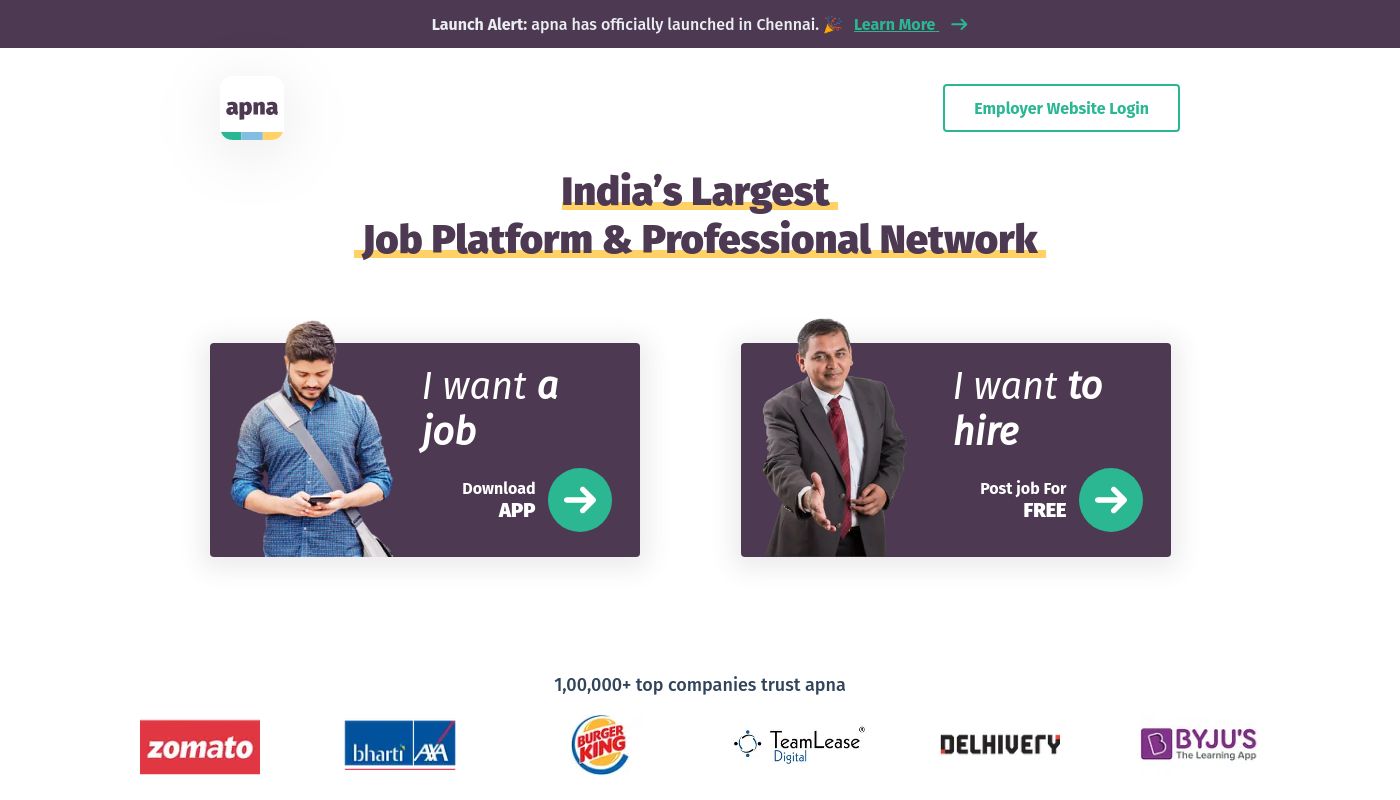 Launch Alert: apna has officially launched in Chennai. 🎉 Learn More →
apna
Employer Website Login
India’s Largest
Job Platform & Professional Network
I want a
job
Download
APP
I want to
hire
Post job For
FREE
1,00,000+ top companies trust apna
zomato
bharti AXA
BURGER
KING
TeamLease®
Digital
DELHIVERY
BYJU'S
The Learning App